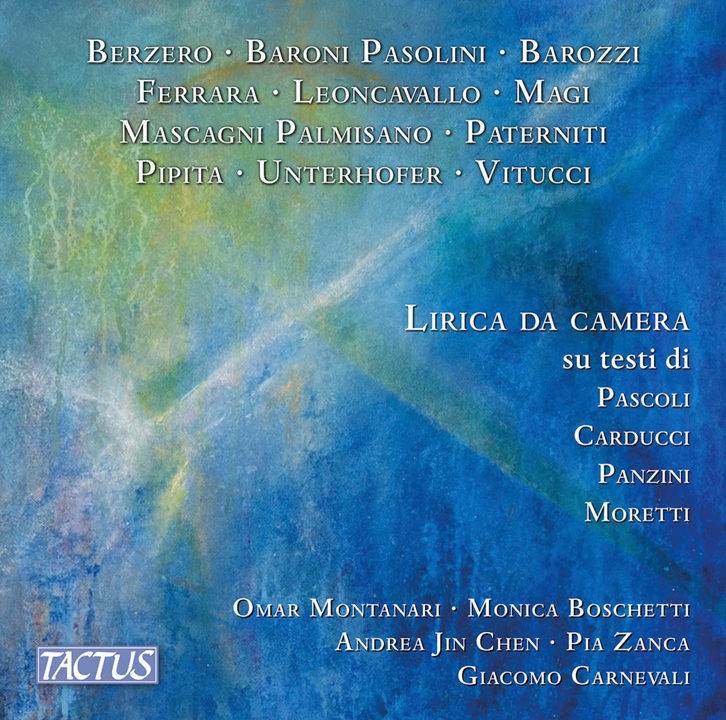 Berzero · Baroni Pasolini · Barozzi
Ferrara · Leoncavallo · Magi
Mascagni Palmisano · Paterniti
Pipita · Unterhofer · Vitucci
Lirica da camera
su testi di
Pascoli
Carducci
Panzini
Moretti
Omar Montanari · Monica Boschetti
Andrea Jin Chen · Pia Zanca
Giacomo Carnevali
TACTUS